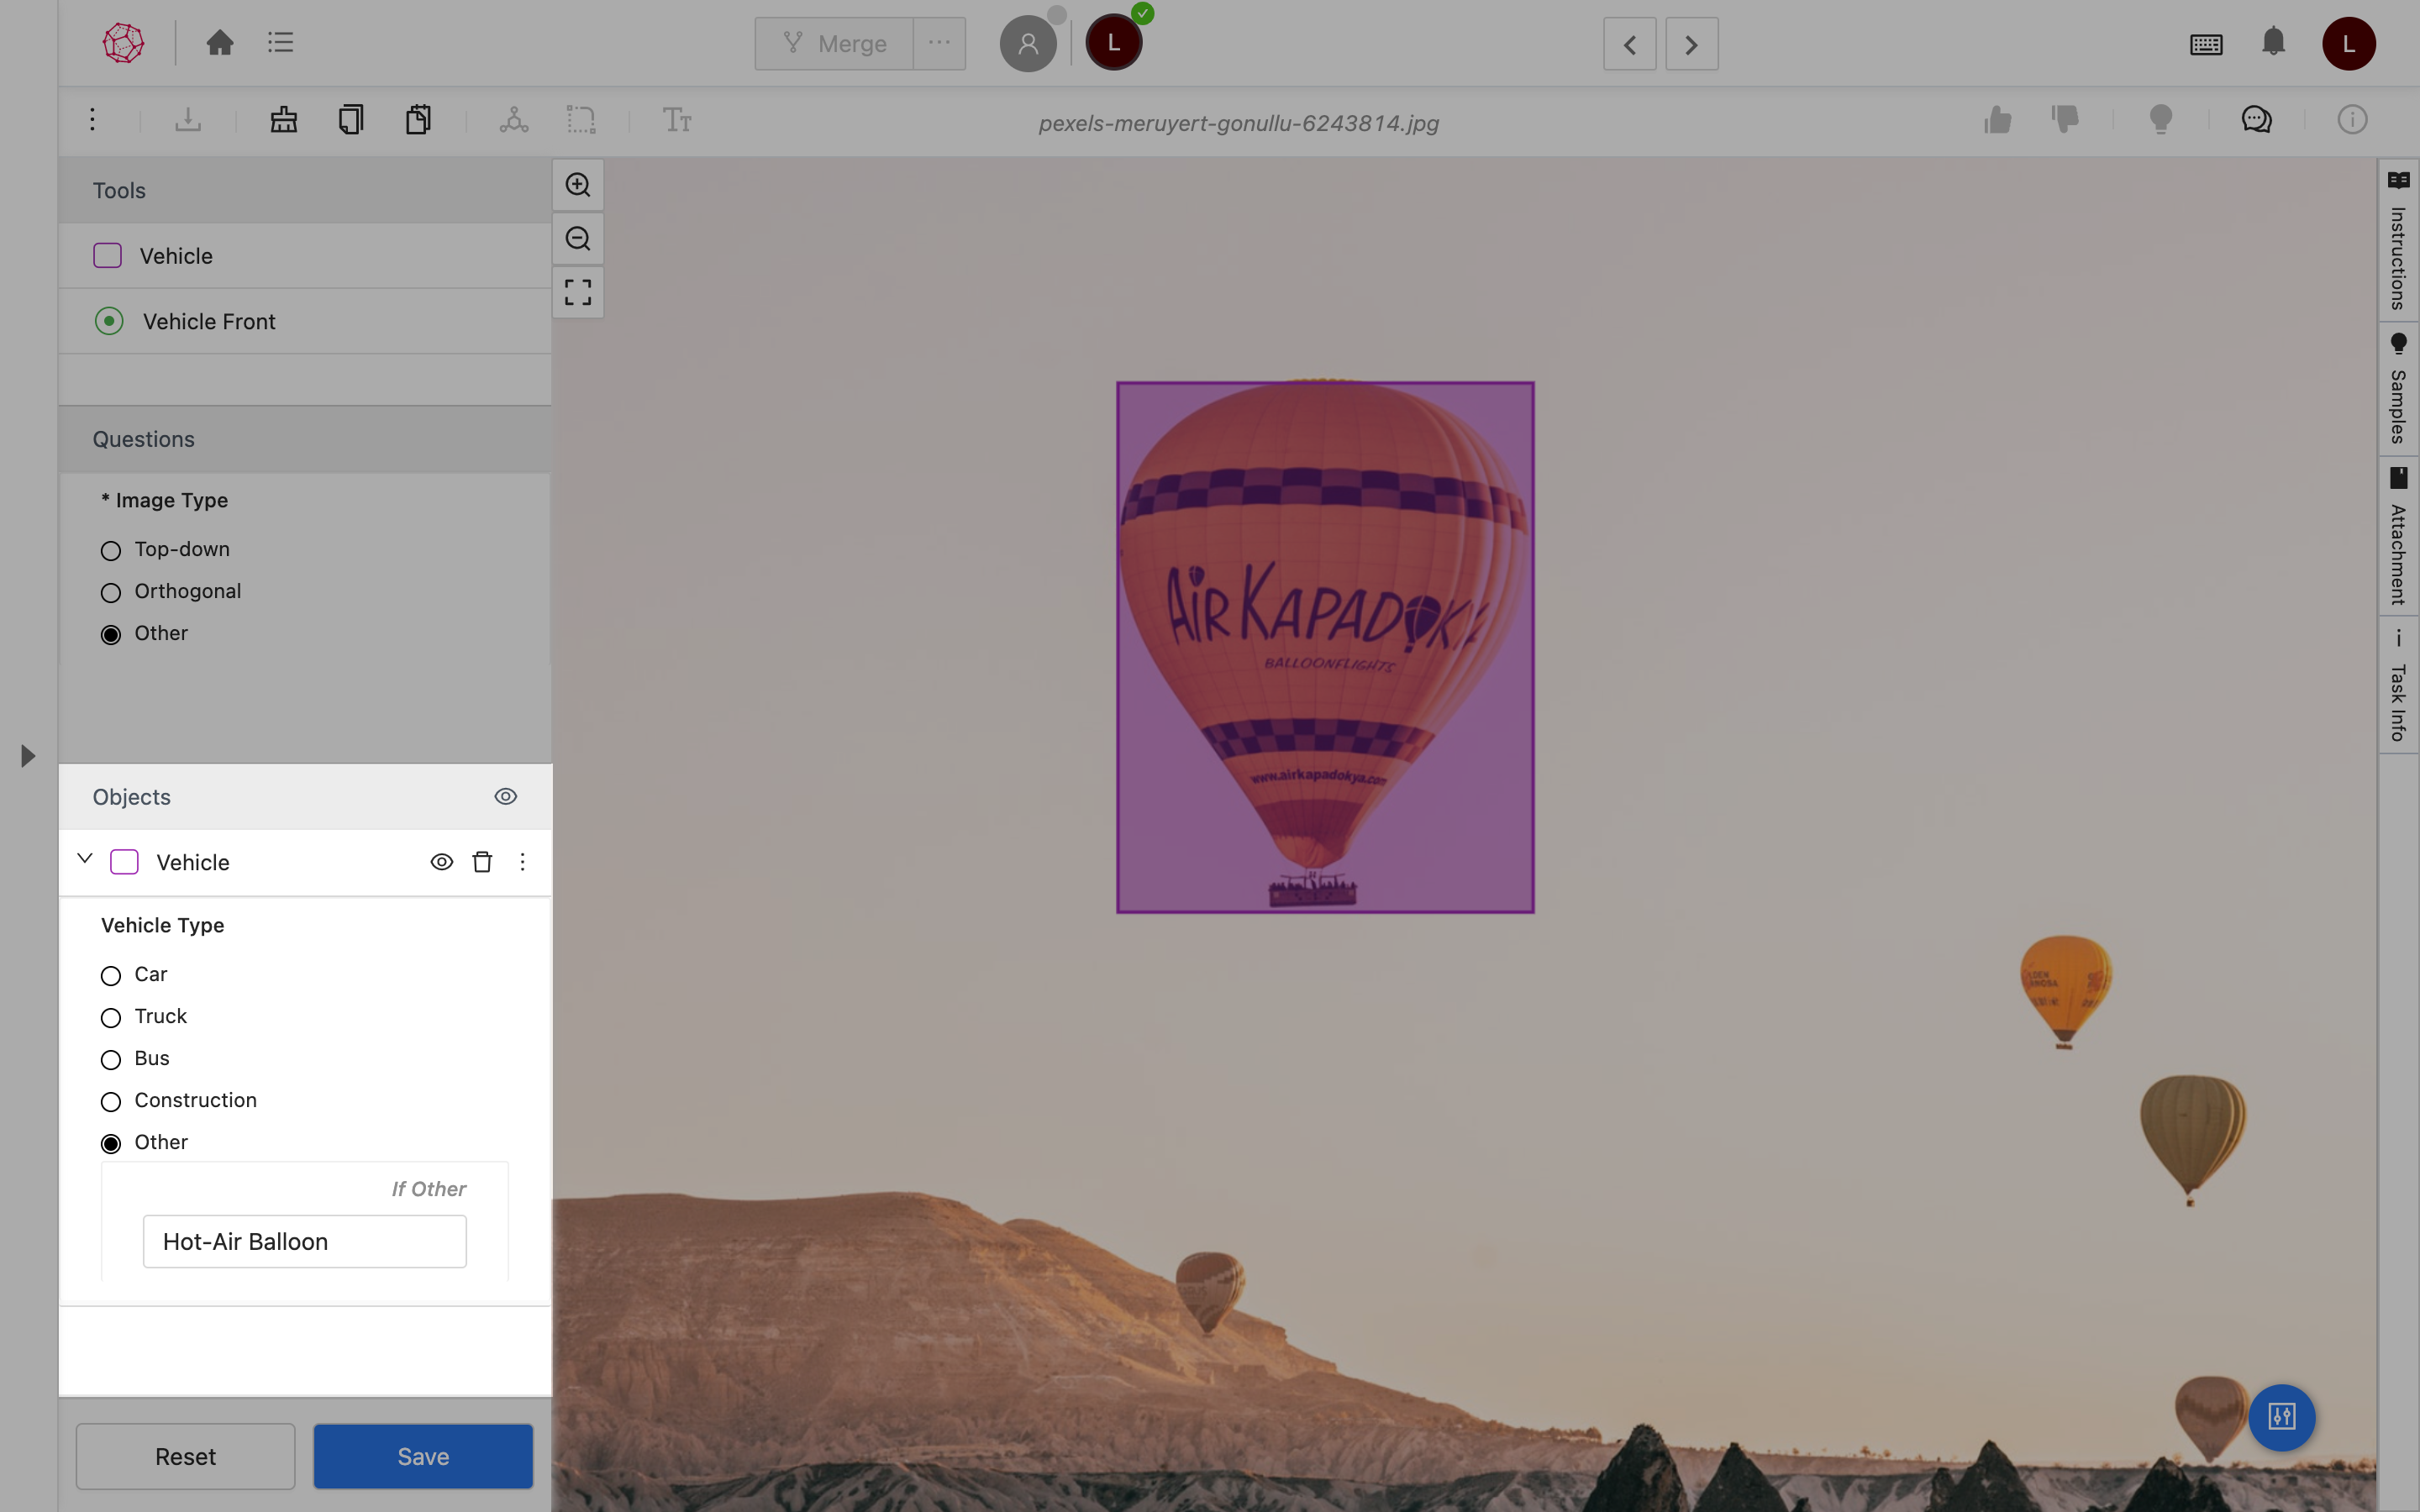 Merge
L
L
pexels-meruyert-gonullu-6243814.jpg
Tools
Vehicle
Vehicle Front
Questions
* Image Type
Top-down
Orthogonal
Other
Objects
Vehicle
Vehicle Type
Car
Truck
Bus
Construction
Other
If Other
Hot-Air Balloon
Reset
Save
AIRKAPADOKY
BALLOONFLIGHTS
www.airkapadokya.com
Instructions
Samples
Attachment
Task Info